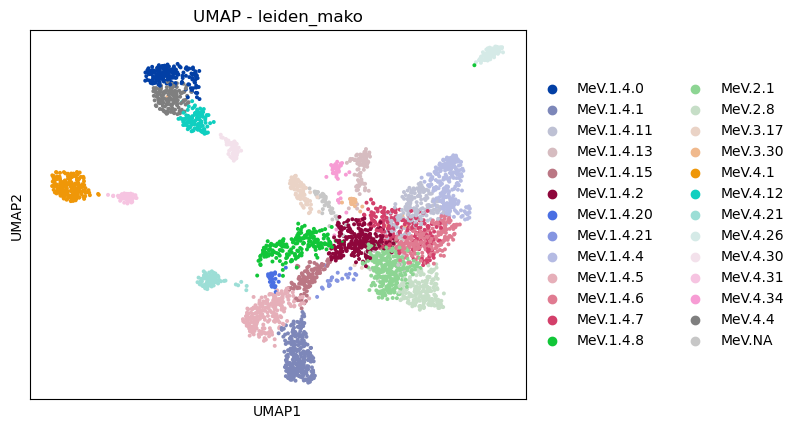 UMAP - leiden_mako
UMAP2
UMAP1
MeV.1.4.0
MeV.1.4.1
MeV.1.4.11
MeV.1.4.13
MeV.1.4.15
MeV.1.4.2
MeV.1.4.20
MeV.1.4.21
MeV.1.4.4
MeV.1.4.5
MeV.1.4.6
MeV.1.4.7
MeV.1.4.8
MeV.2.1
MeV.2.8
MeV.3.17
MeV.3.30
MeV.4.1
MeV.4.12
MeV.4.21
MeV.4.26
MeV.4.30
MeV.4.31
MeV.4.34
MeV.4.4
MeV.NA